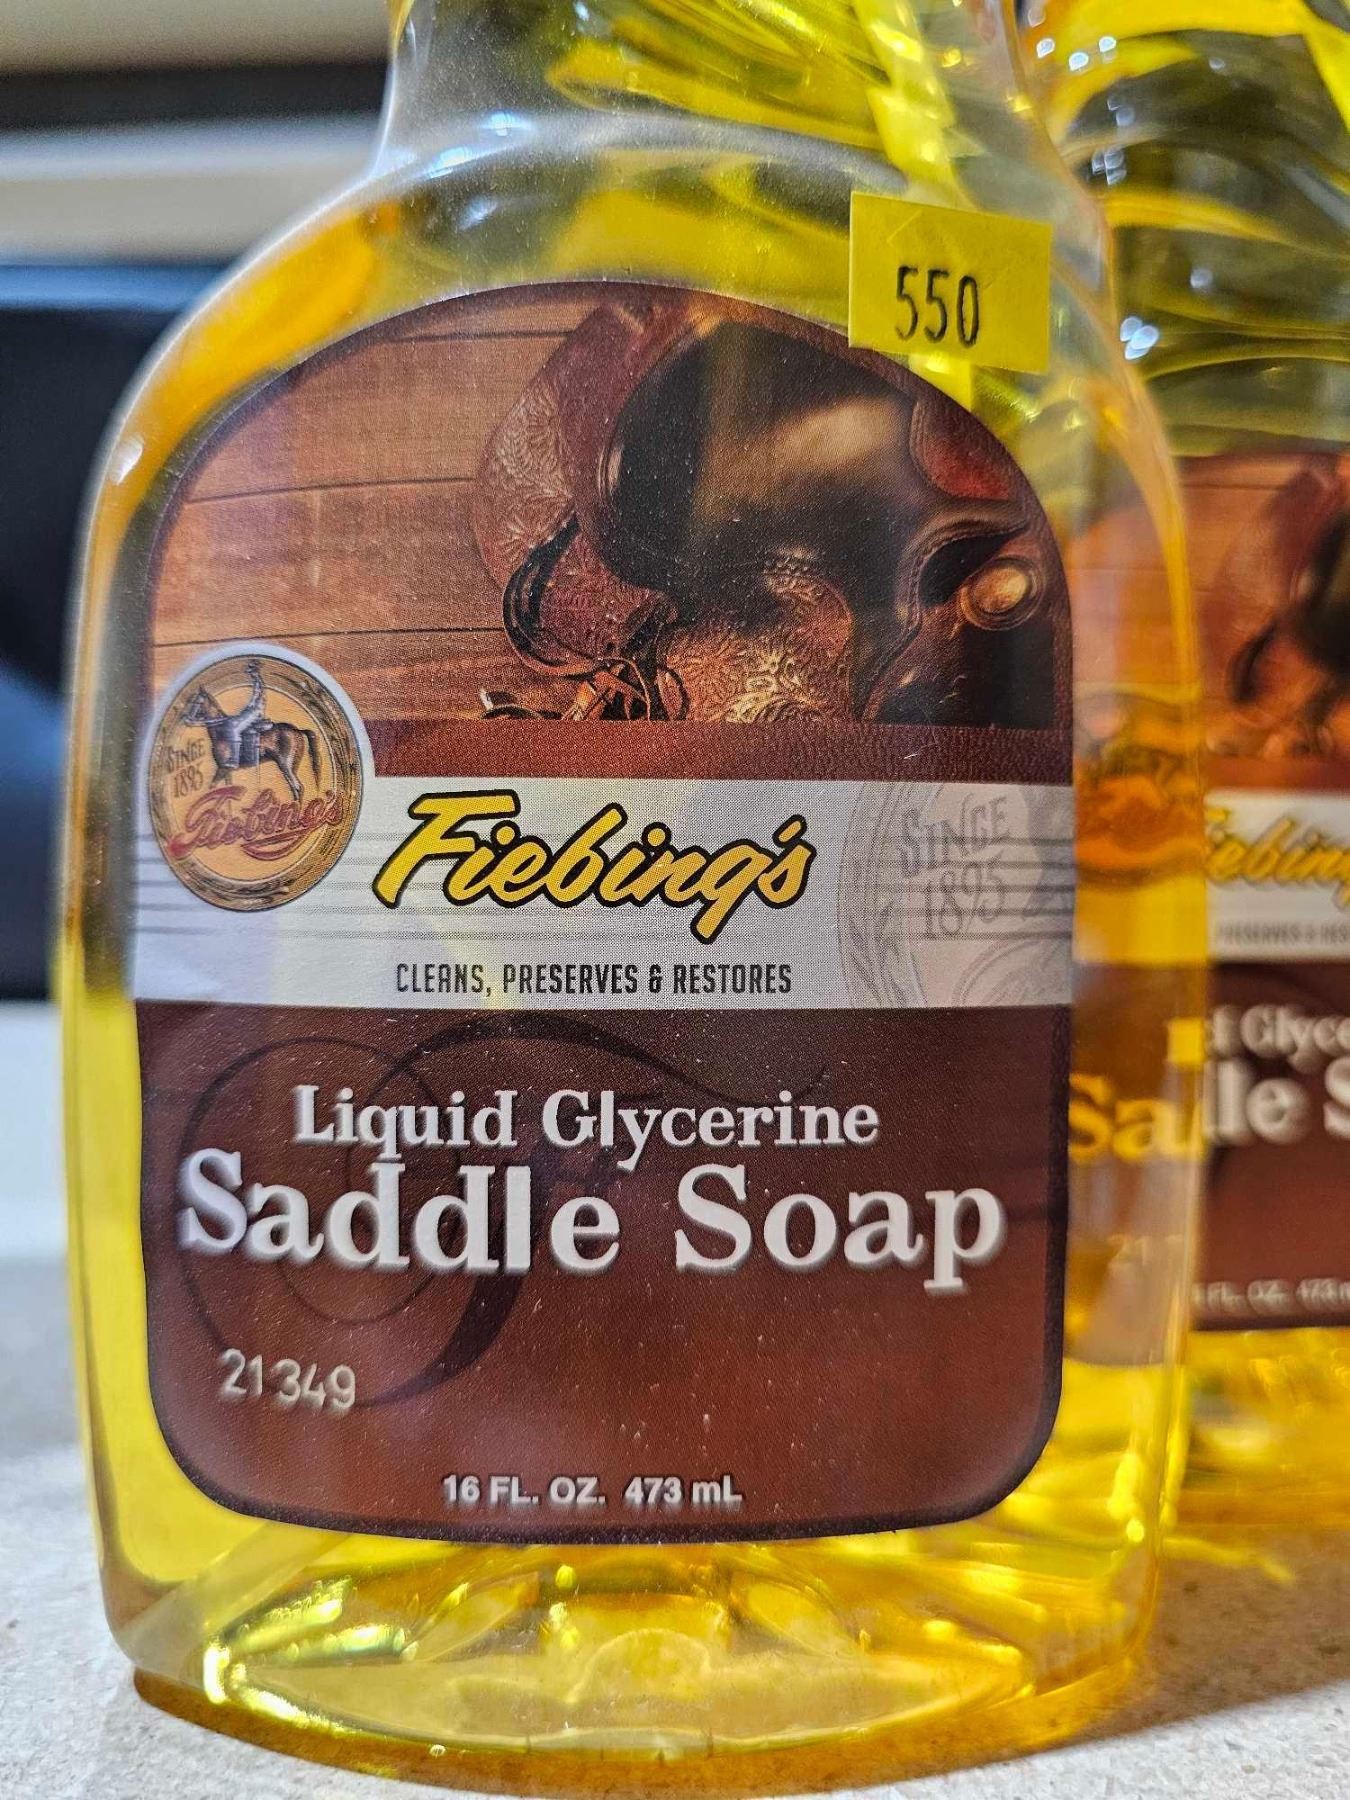 550
SINCE
1895
Fiebing's
Fiebing's
SINCE
1895
CLEANS, PRESERVES & RESTORES
Liquid Glycerine
Saddle Soap
21349
16 FL. OZ. 473 mL